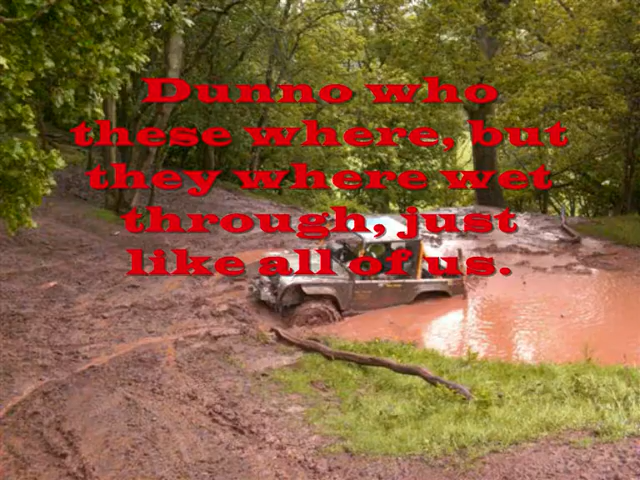 Dunno who
these where, but
they where wet
through, just
like all of us.